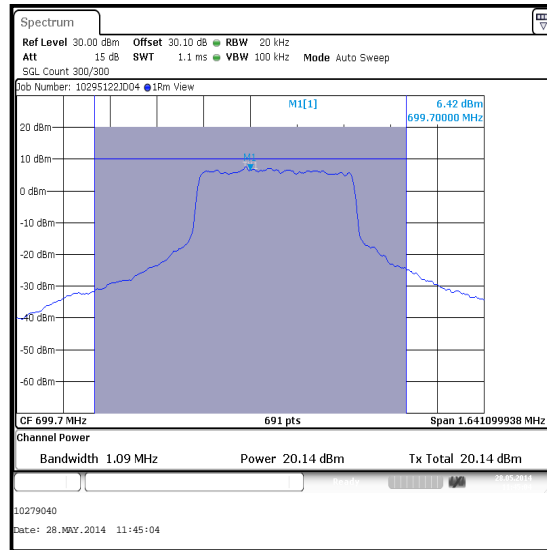 Spectrum
Ref Level 30.00 dBm Offset 30.10 dB RBW 20 kHz
Att 15 dB SWT 1.1 ms VBW 100 kHz Mode Auto Sweep
SGL Count 300/300
Job Number: 10295122JD04 1Rm View
M1[1] 6.42 dBm
699.70000 MHz
20 dBm
M1
10 dBm
0 dBm
-10 dBm
-20 dBm
-30 dBm
-40 dBm
-50 dBm
-60 dBm
CF 699.7 MHz 691 pts Span 1.641099938 MHz
Channel Power
Bandwidth 1.09 MHz Power 20.14 dBm Tx Total 20.14 dBm
Ready 28.05.2014
10279040
Date: 28.MAY.2014 11:45:04